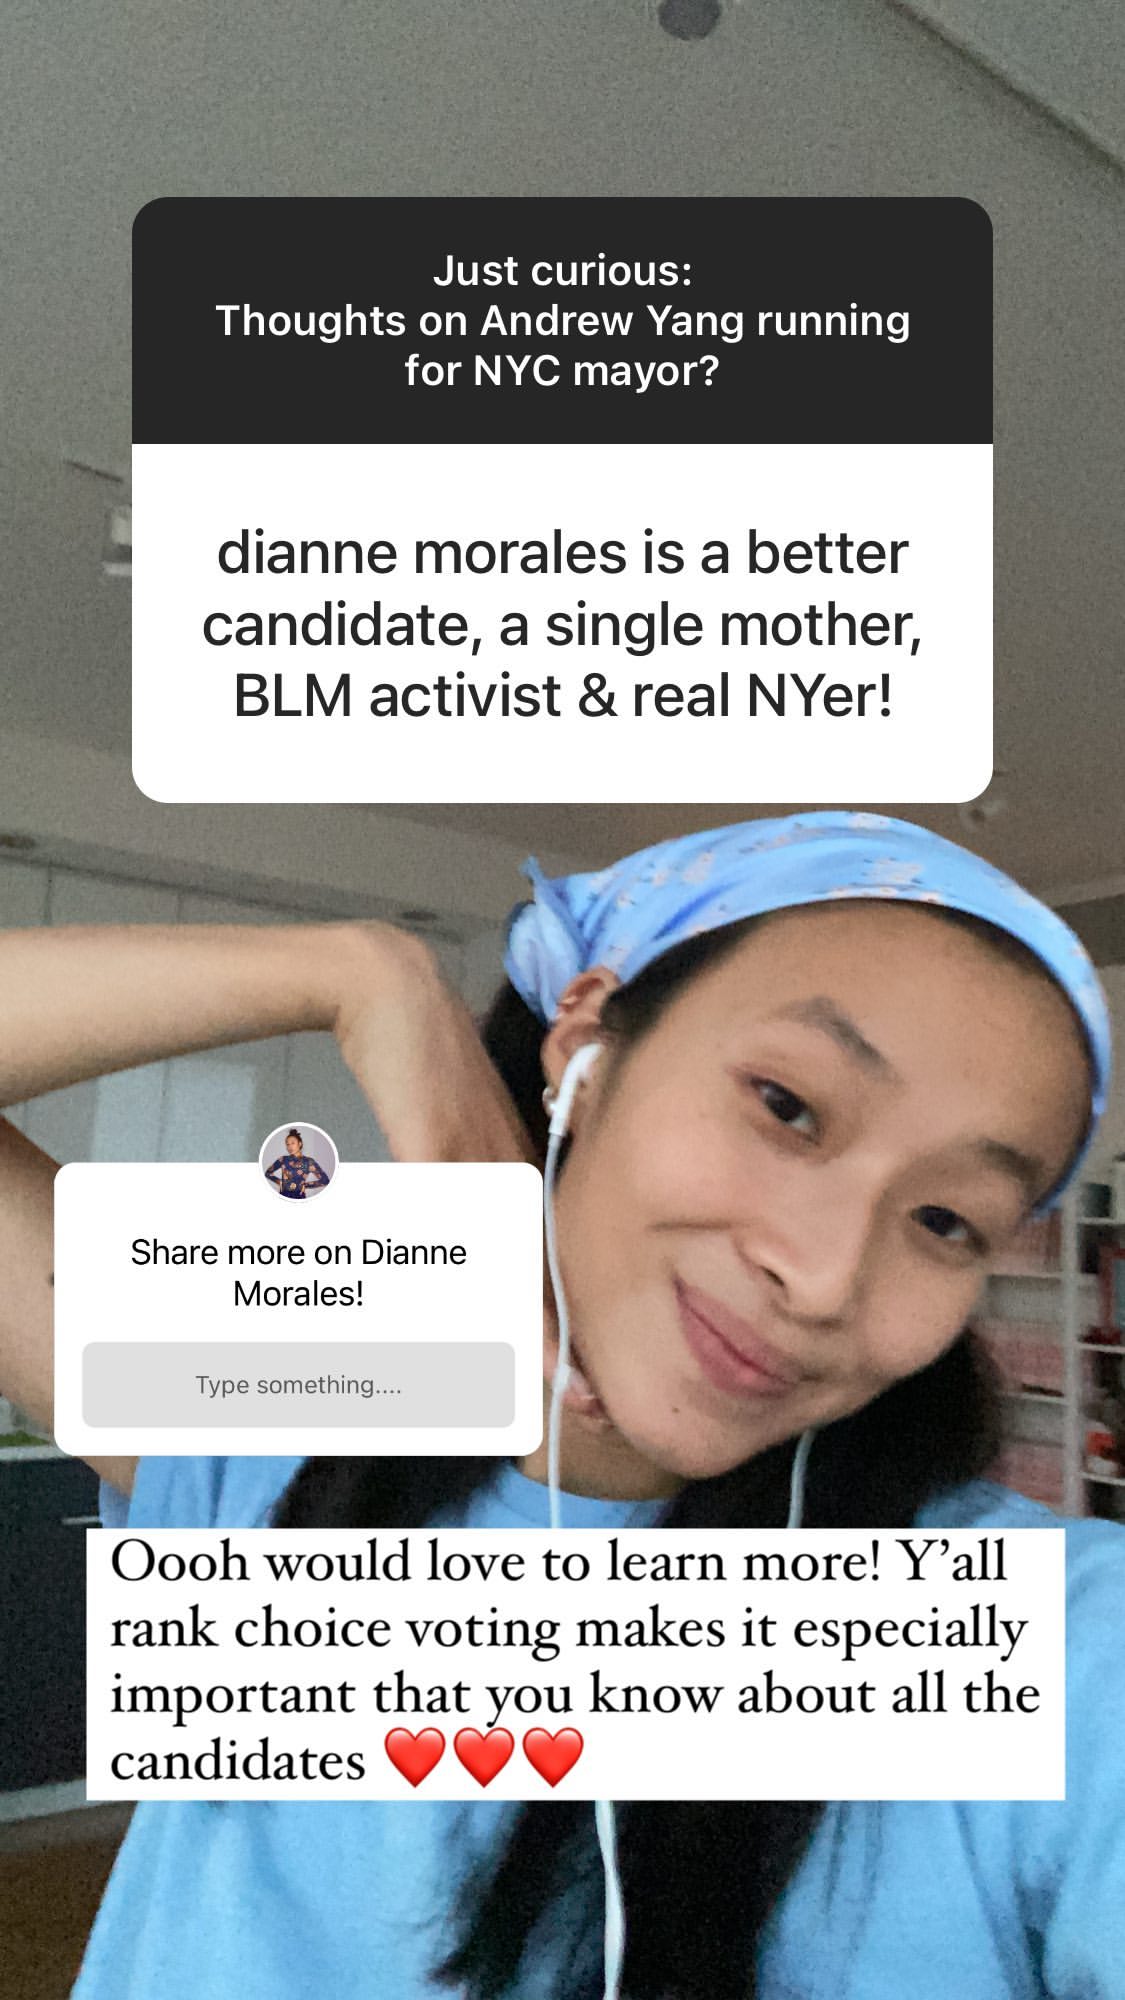 Just curious:
Thoughts on Andrew Yang running
for NYC mayor?
dianne morales is a better
candidate, a single mother,
BLM activist & real NYer!
Share more on Dianne
Morales!
Type something....
Oooh would love to learn more! Y’all
rank choice voting makes it especially
important that you know about all the
candidates ❤️❤️❤️